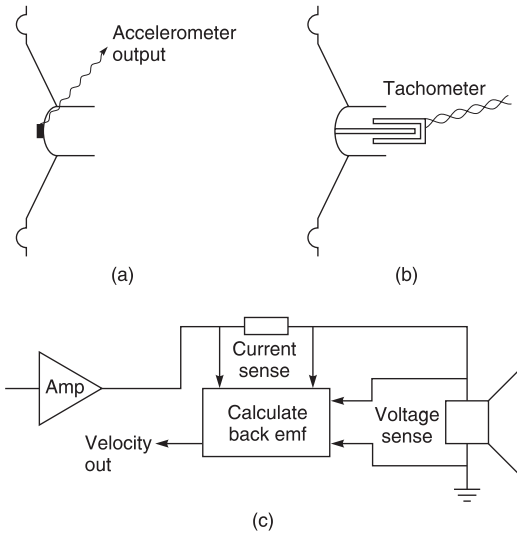 Accelerometer
output
Tachometer
(a)
(b)
Current
sense
Amp
Calculate
back emf
Voltage
sense
Velocity
out
(c)